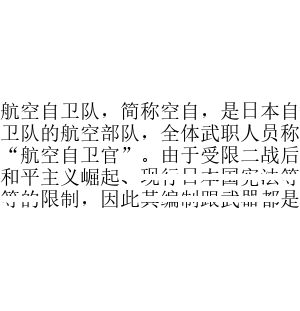 航空自卫队，简称空自，是日本自
卫队的航空部队，全体武职人员称
“航空自卫官”。由于受限二战后
和平主义崛起、现行日本国宪法等
等的限制，因此其编制跟武器都是